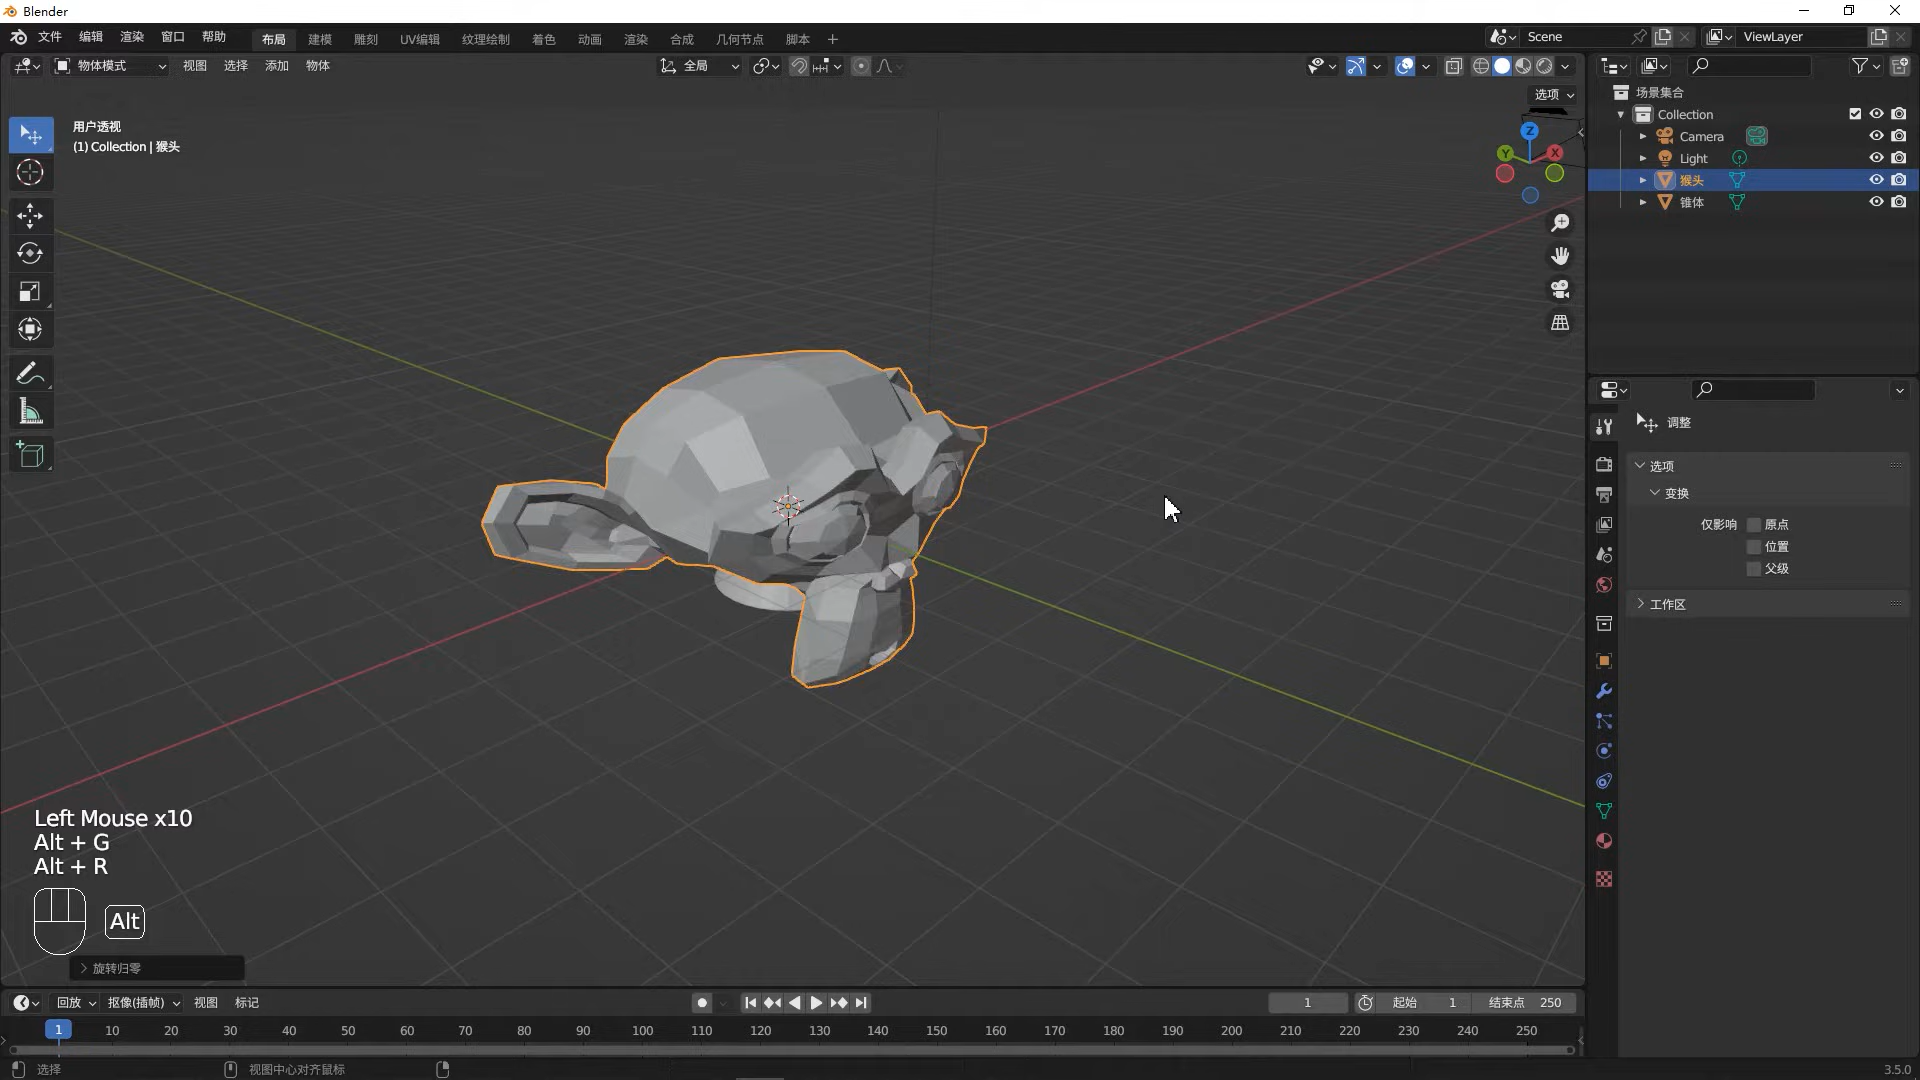 Blender
文件 编辑 渲染 窗口 帮助 布局 建模 雕刻 UV编辑 纹理绘制 着色 动画 渲染 合成 几何节点 脚本 + Scene ViewLayer
物体模式 视图 选择 添加 物体 全局
选项
用户透视
(1) Collection | 猴头
Z
Y X
场景集合
Collection
Camera
Light
猴头
锥体
调整
选项
变换
仅影响 原点
位置
父级
工作区
Left Mouse x10
Alt + G
Alt + R
Alt
旋转归零
回放 抠像(插帧) 视图 标记 1 起始 1 结束点 250
1 10 20 30 40 50 60 70 80 90 100 110 120 130 140 150 160 170 180 190 200 210 220 230 240 250
选择 视图中心对齐鼠标 3.5.0